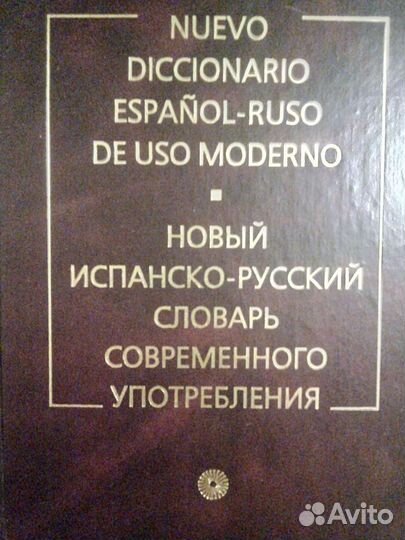 NUEVO
DICCIONARIO
ESPAÑOL-RUSO
DE USO MODERNO
НОВЫЙ
ИСПАНСКО-РУССКИЙ
СЛОВАРЬ
СОВРЕМЕННОГО
УПОТРЕБЛЕНИЯ
Avito